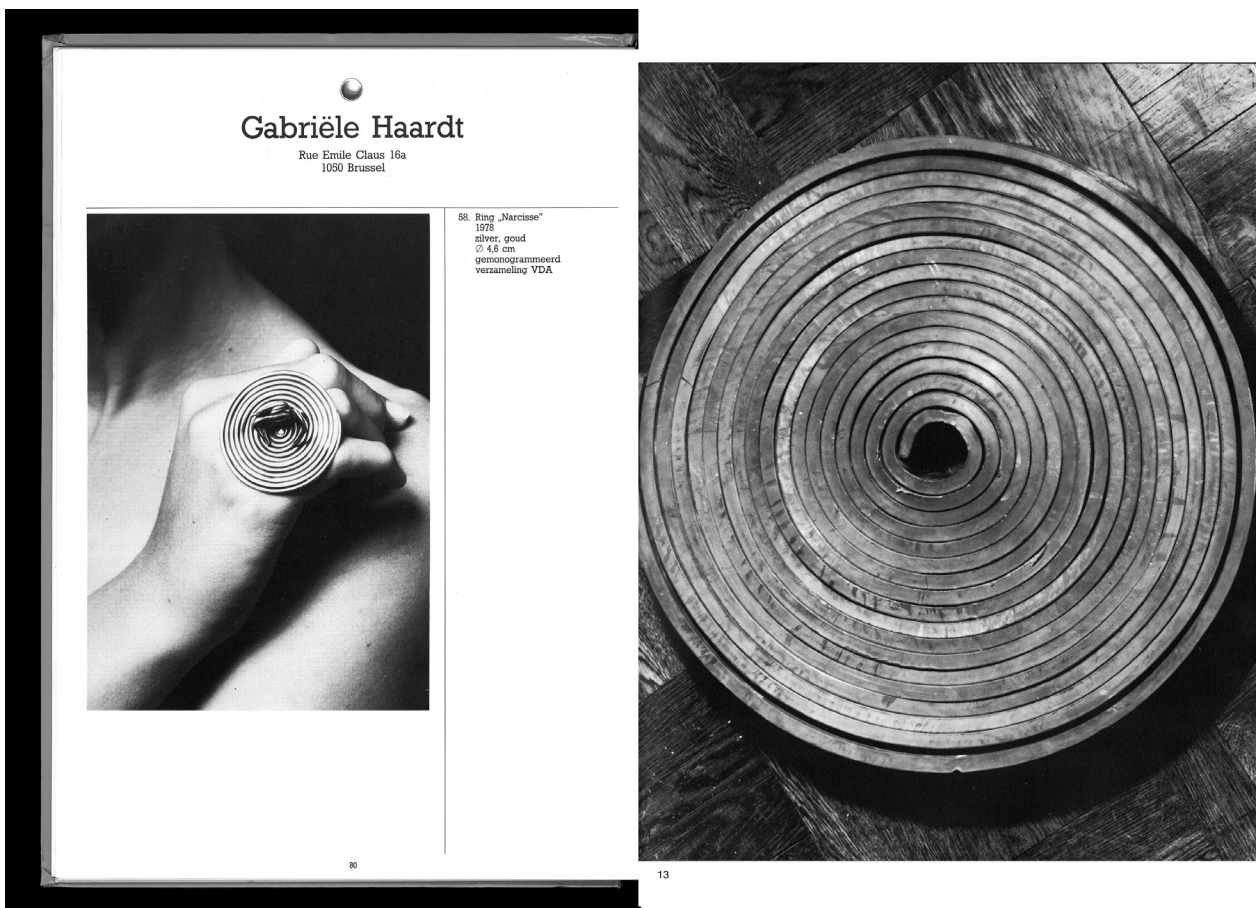 Gabriële Haardt
Rue Emile Claus 16a
1050 Brussel
58. Ring „Narcisse"
1978
zilver, goud
∅ 4,6 cm
gemonogrammeerd
verzameling VDA
80
13